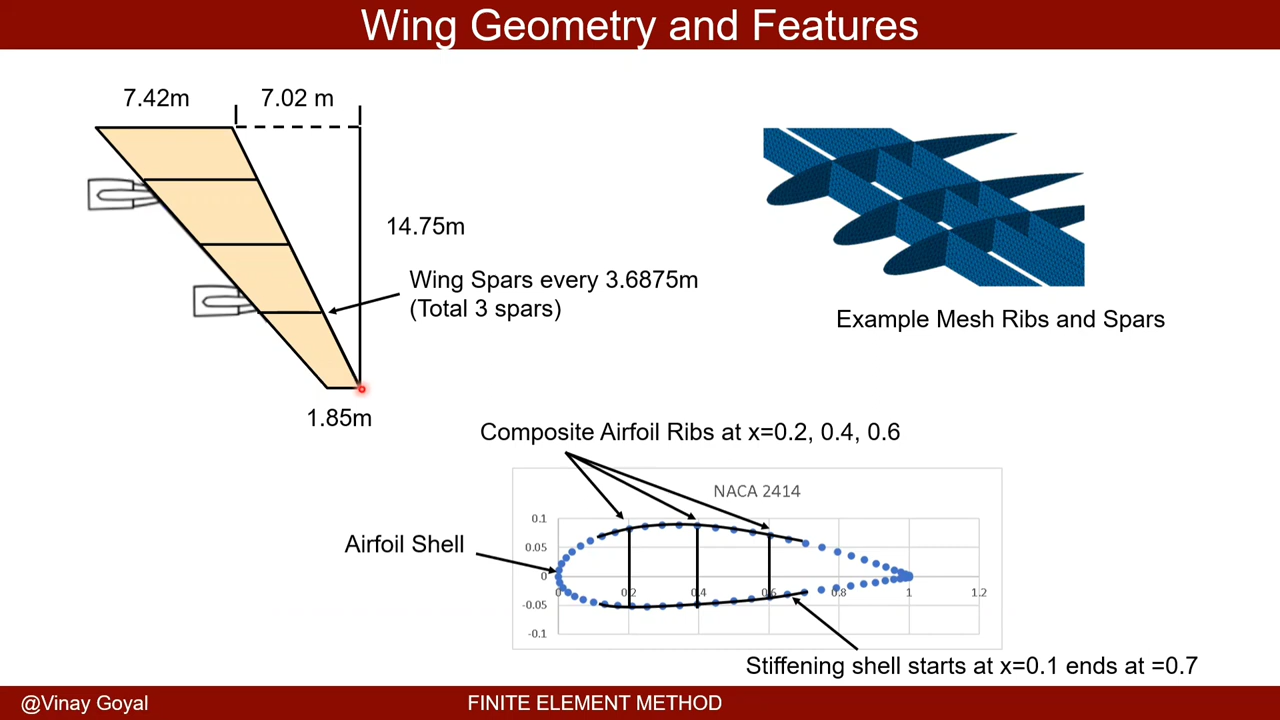 Wing Geometry and Features
7.42m
7.02 m
14.75m
Wing Spars every 3.6875m
(Total 3 spars)
1.85m
Example Mesh Ribs and Spars
Composite Airfoil Ribs at x=0.2, 0.4, 0.6
NACA 2414
Airfoil Shell
0.1
0.05
0
-0.05
-0.1
0
0.2
0.4
0.6
0.8
1
1.2
Stiffening shell starts at x=0.1 ends at =0.7
@Vinay Goyal
FINITE ELEMENT METHOD